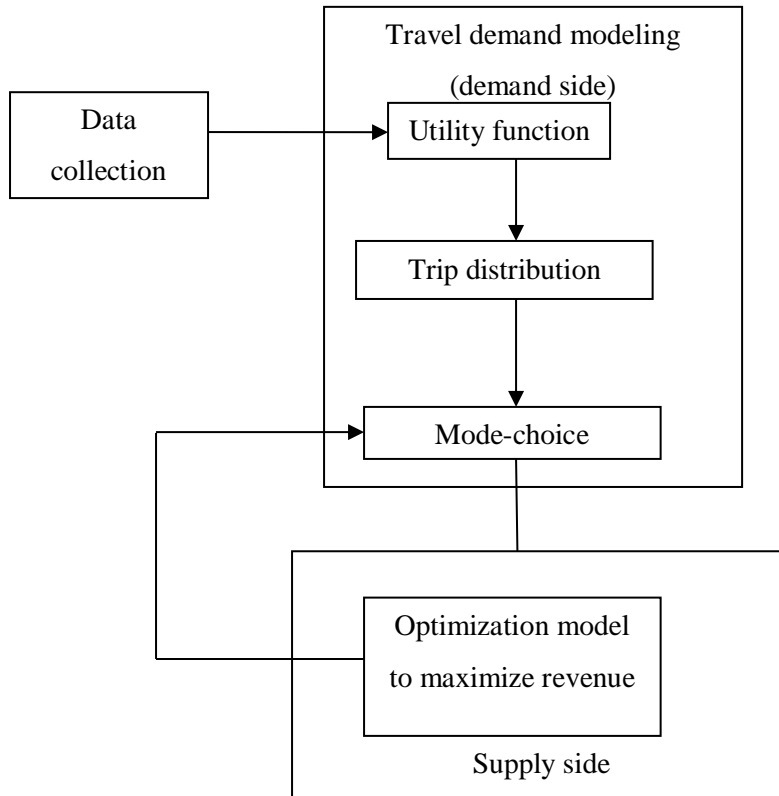 Travel demand modeling
(demand side)
Data
collection
Utility function
Trip distribution
Mode-choice
Optimization model
to maximize revenue
Supply side